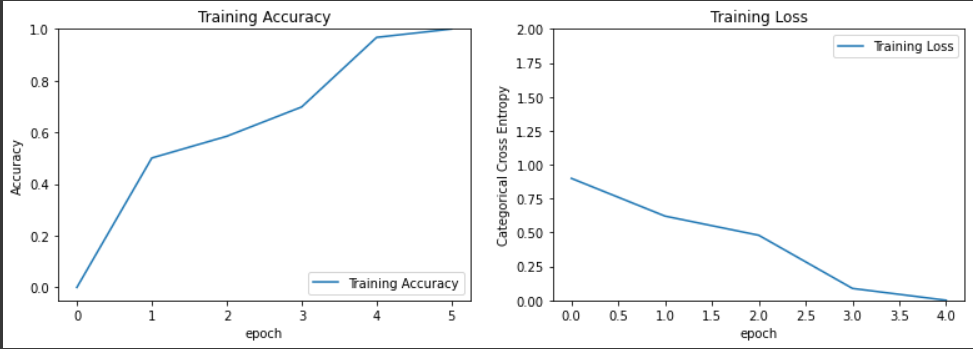 Training Accuracy
1.0
0.8
0.6
0.4
0.2
0.0
Accuracy
Training Accuracy
0 1 2 3 4 5
epoch
Training Loss
2.00
1.75
1.50
1.25
1.00
0.75
0.50
0.25
0.00
Categorical Cross Entropy
Training Loss
0.0 0.5 1.0 1.5 2.0 2.5 3.0 3.5 4.0
epoch